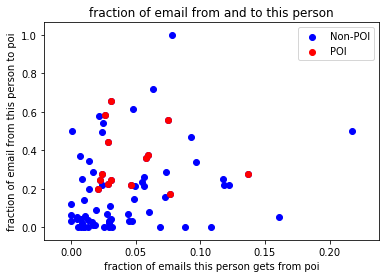 fraction of email from and to this person
Non-POI
POI
fraction of email from this person to poi
1.0
0.8
0.6
0.4
0.2
0.0
0.00 0.05 0.10 0.15 0.20
fraction of emails this person gets from poi